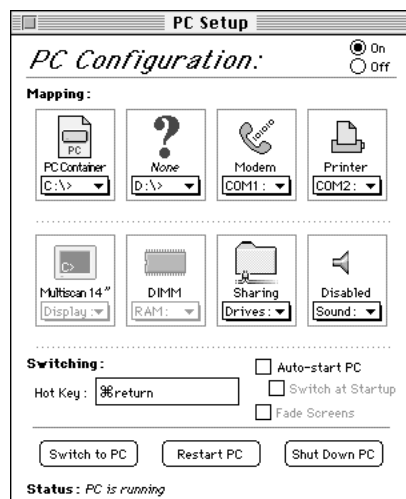 PC Setup
PC Configuration:
On
Off
Mapping:
PC
PC Container
None
Modem
Printer
C:\>
D:\>
COM1:
COM2:
Multiscan 14"
DIMM
Sharing
Disabled
Display:
RAM:
Drives:
Sound:
Switching:
Auto-start PC
Hot Key: ⌘return
Switch at Startup
Fade Screens
Switch to PC
Restart PC
Shut Down PC
Status: PC is running